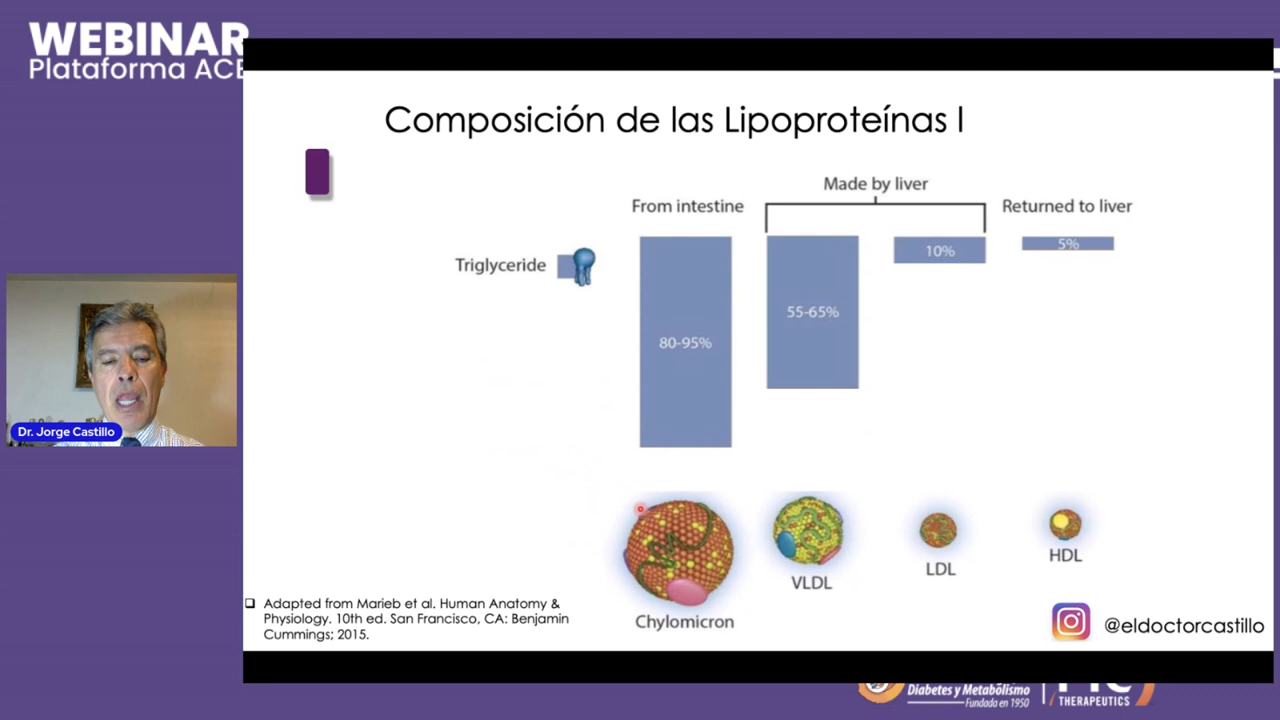 WEBINAR
Plataforma
Composición de las Lipoproteínas I
Made by liver
From intestine
Returned to liver
Triglyceride
80-95%
55-65%
10%
5%
Dr. Jorge Castillo
Chylomicron
VLDL
LDL
HDL
❑ Adapted from Marieb et al. Human Anatomy &
Physiology. 10th ed. San Francisco, CA: Benjamin
Cummings; 2015.
@eldoctorcastillo
Diabetes y Metabolismo
Fundada en 1950
THERAPEUTICS